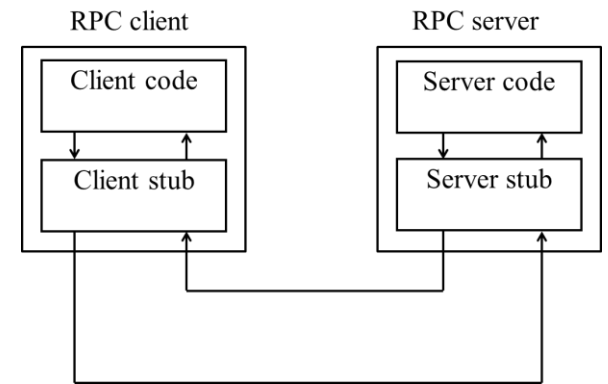 RPC client
RPC server
Client code
Server code
Client stub
Server stub